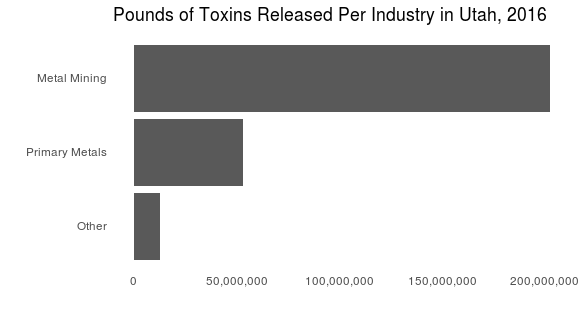 Pounds of Toxins Released Per Industry in Utah, 2016
Metal Mining
Primary Metals
Other
0
50,000,000
100,000,000
150,000,000
200,000,000